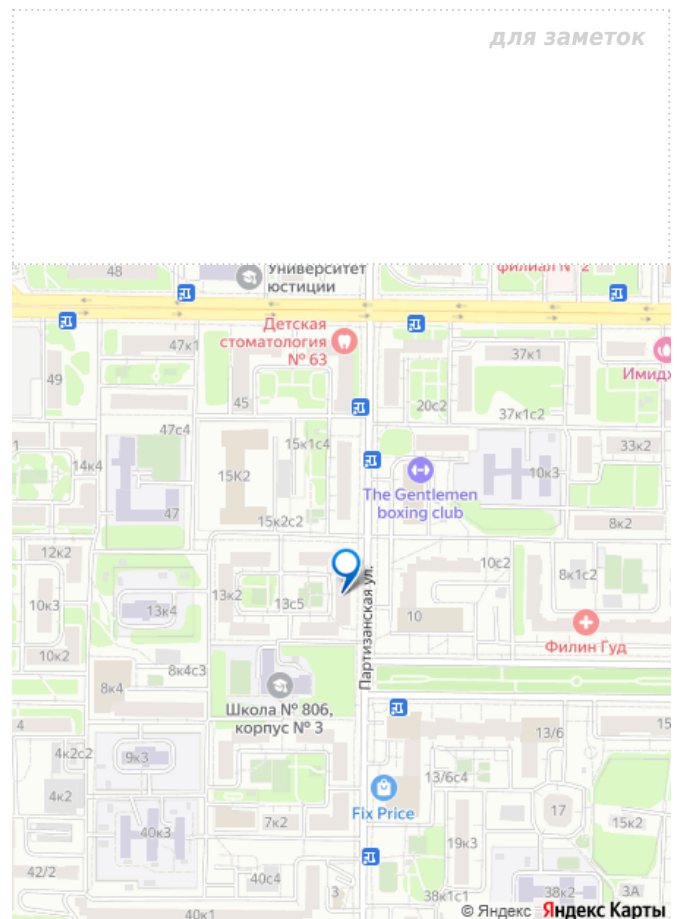 для заметок
48
Университет
юстиции
филиал № 2
Детская
стоматология
№ 63
47к1
37к1
49
Имидж
45
20с2
37к1с2
47с4
1
15к1с4
33к2
14к4
15К2
10к3
The Gentlemen
boxing club
47
15к2с2
8к2
12к2
10с2
8к1с2
10к3
13к2
13с5
13к4
10
Партизанская ул.
Филин Гуд
10к2
8к4с3
8к4
Школа № 806,
корпус № 3
4
13/6
15
4к2с2
9к3
13/6с4
4к2
Fix Price
17
7к2
15к2
40к3
19к3
42/2
40с4
3
38к1с1
38к2
3А
40к1
© Яндекс Яндекс Карты